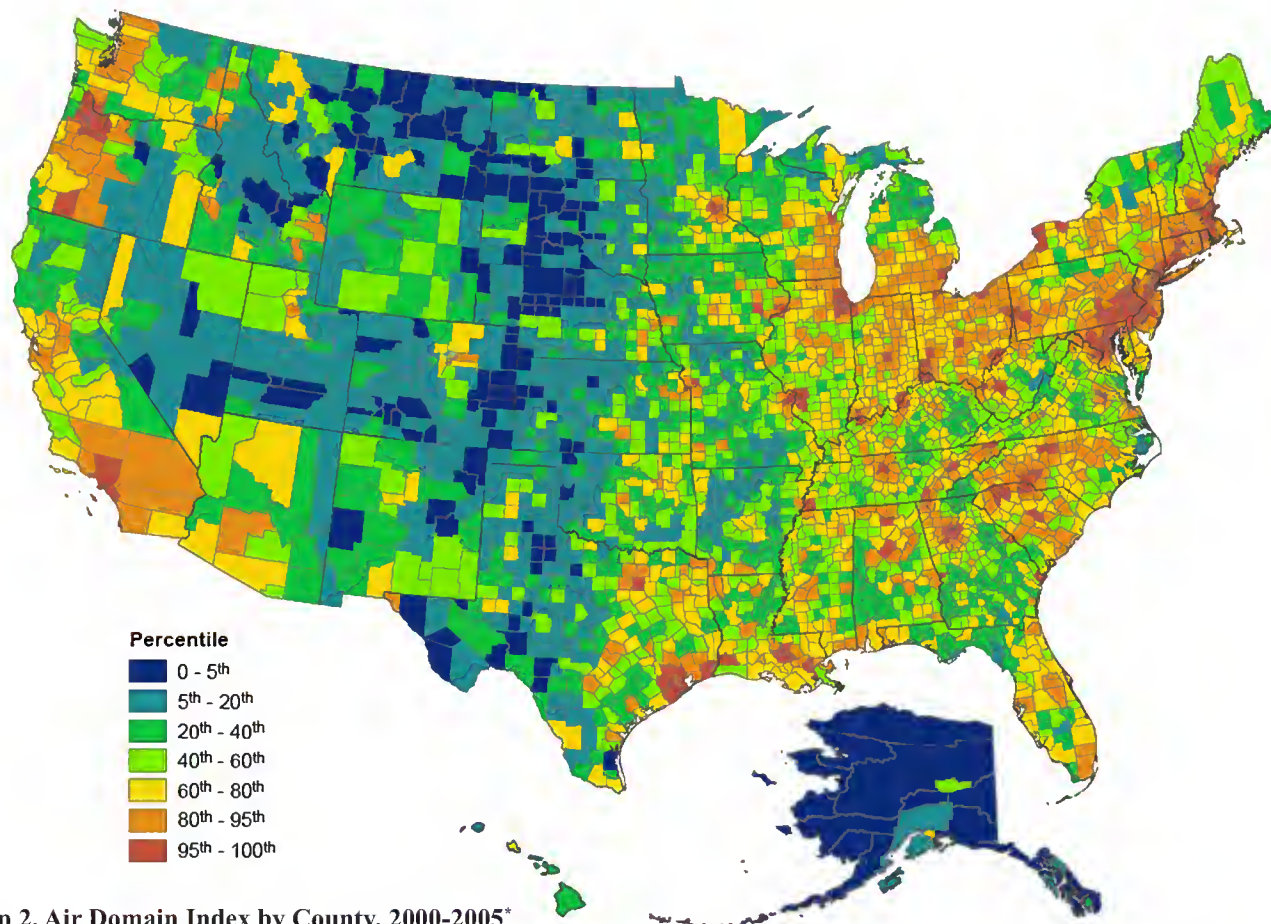 Percentile
0 - 5th
5th - 20th
20th - 40th
40th - 60th
60th - 80th
80th - 95th
95th - 100th
2. Air Domain Index by County, 2000-2005*